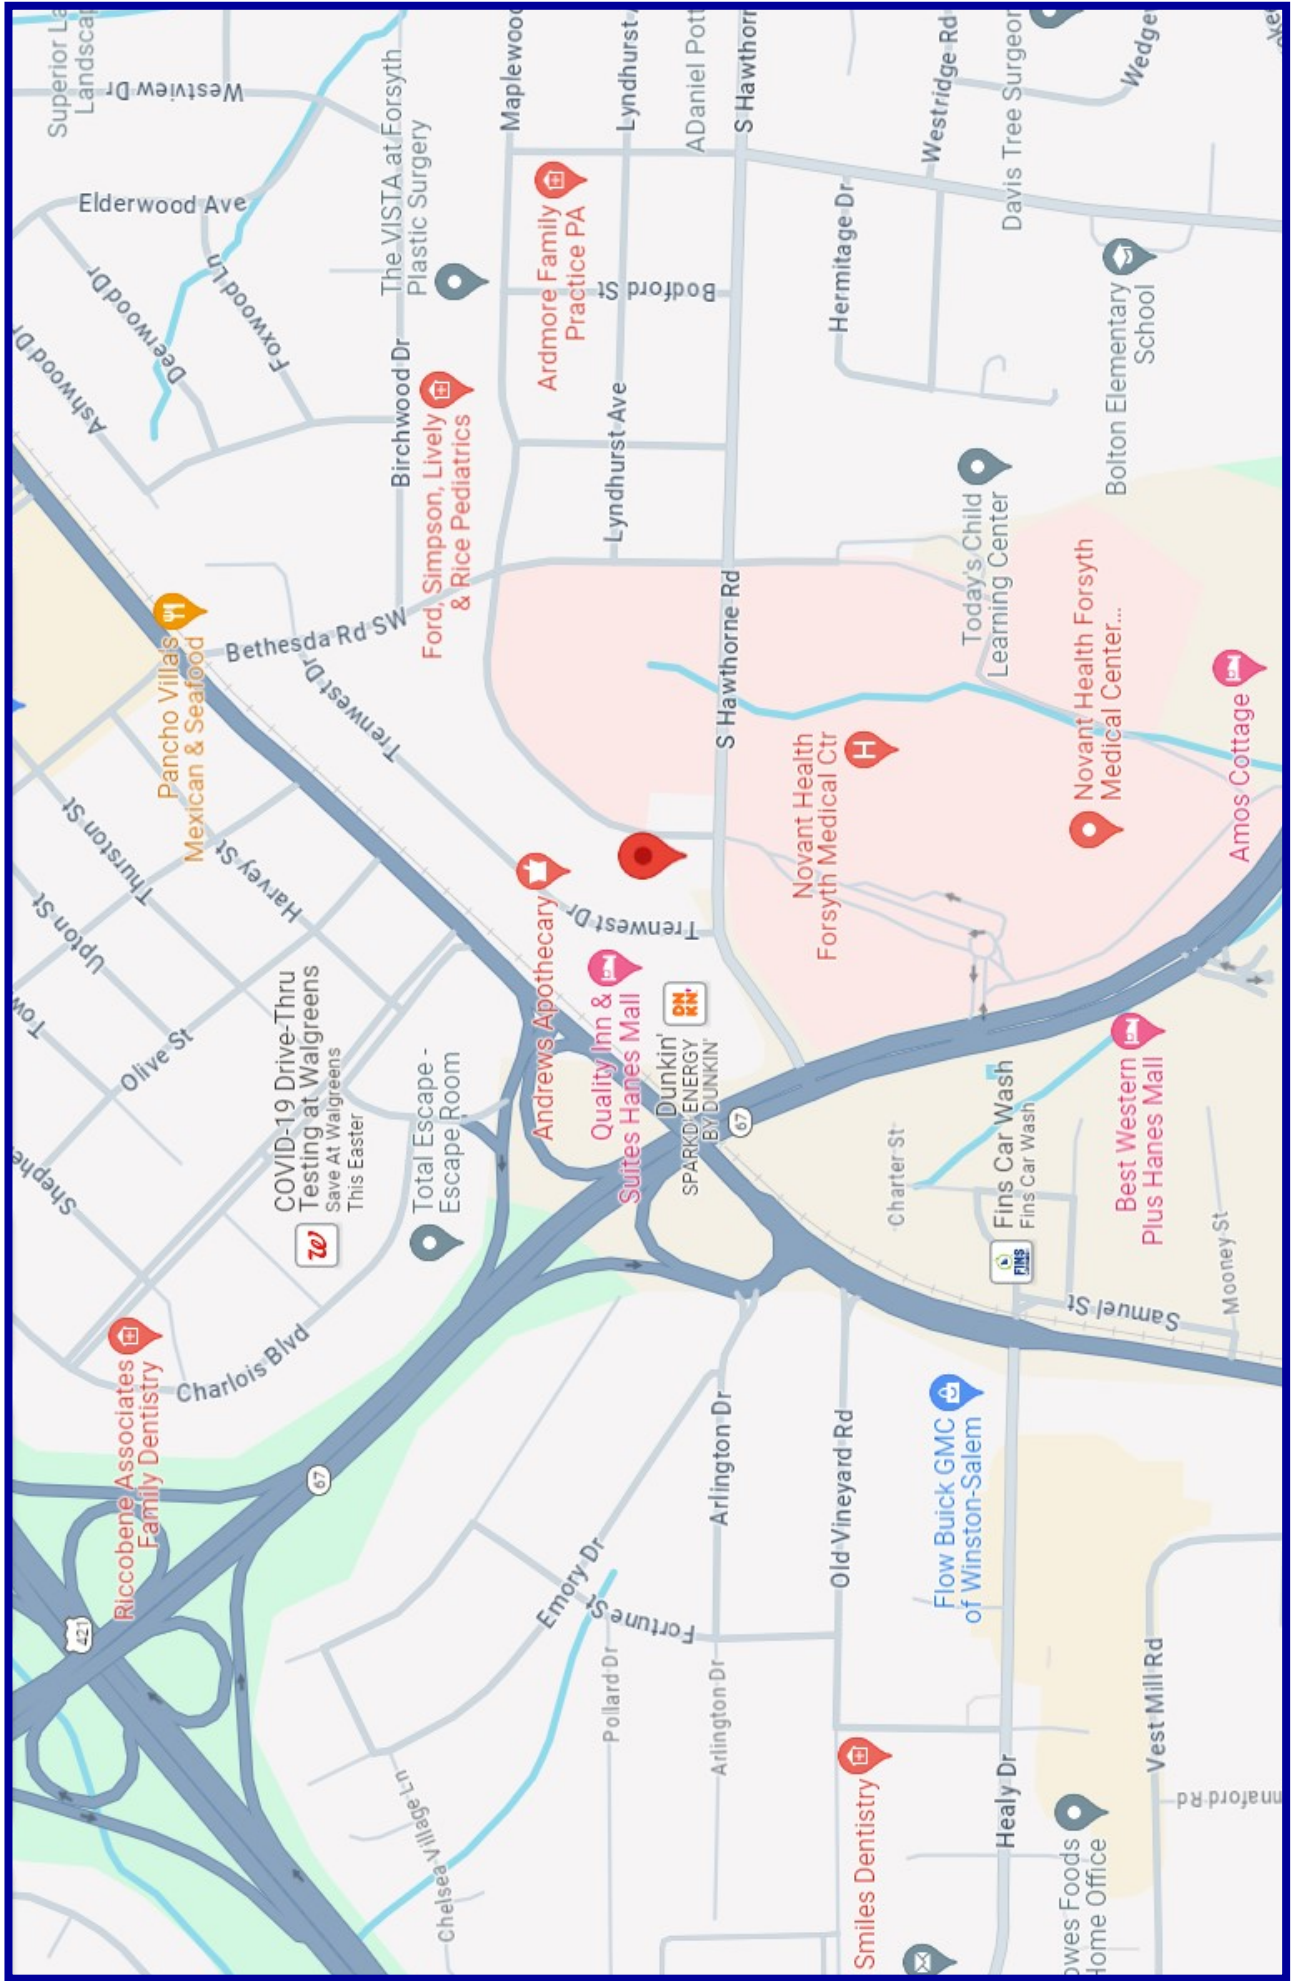 Superior La
Landscap
Westview Dr
Elderwood Ave
Deerwood Dr
Foxwood Ln
Ashwood Dr
The VISTA at Forsyth
Plastic Surgery
Birchwood Dr
Maplewood
Lyndhurst
ADaniel Pott
S Hawthorn
Westridge Rd
Davis Tree Surgeon
Wedge
Ardmore Family
Practice PA
Bodford St
Hermitage Dr
Bolton Elementary
School
Ford, Simpson, Lively
& Rice Pediatrics
Lyndhurst Ave
Today's Child
Learning Center
Pancho Villa's
Mexican & Seafood
Bethesda Rd SW
Trenwest Dr
S Hawthorne Rd
Novant Health
Forsyth Medical Ctr
H
Novant Health Forsyth
Medical Center...
Amos Cottage
Thurston St
Harvey St
Upton St
Tow
Olive St
Shephe
Andrews Apothecary
Trenwest Dr
Quality Inn &
Suites Hanes Mall
Dunkin'
SPARKD' ENERGY
BY DUNKIN'
DN
KN'
67
COVID-19 Drive-Thru
Testing at Walgreens
Save At Walgreens
This Easter
Total Escape -
Escape Room
Riccobene Associates
Family Dentistry
Charlois Blvd
67
421
Charter St
Fins Car Wash
Fins Car Wash
FINS
Best Western
Plus Hanes Mall
Samuel St
Mooney St
Arlington Dr
Old Vineyard Rd
Flow Buick GMC
of Winston-Salem
Emory Dr
Fortune St
Pollard Dr
Arlington Dr
Chelsea Village Ln
Smiles Dentistry
Healy Dr
Vest Mill Rd
nnaford Rd
owes Foods
Home Office